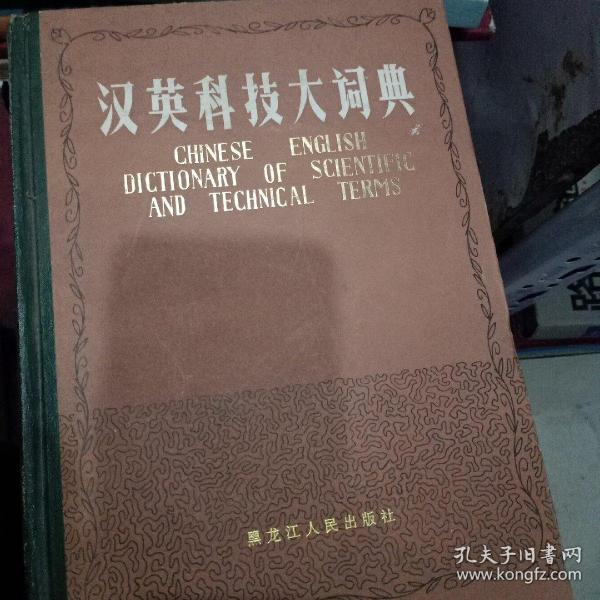 汉英科技大词典
CHINESE ENGLISH
DICTIONARY OF SCIENTIFIC
AND TECHNICAL TERMS
黑龙江人民出版社
路
孔夫子旧书网
www.kongfz.com